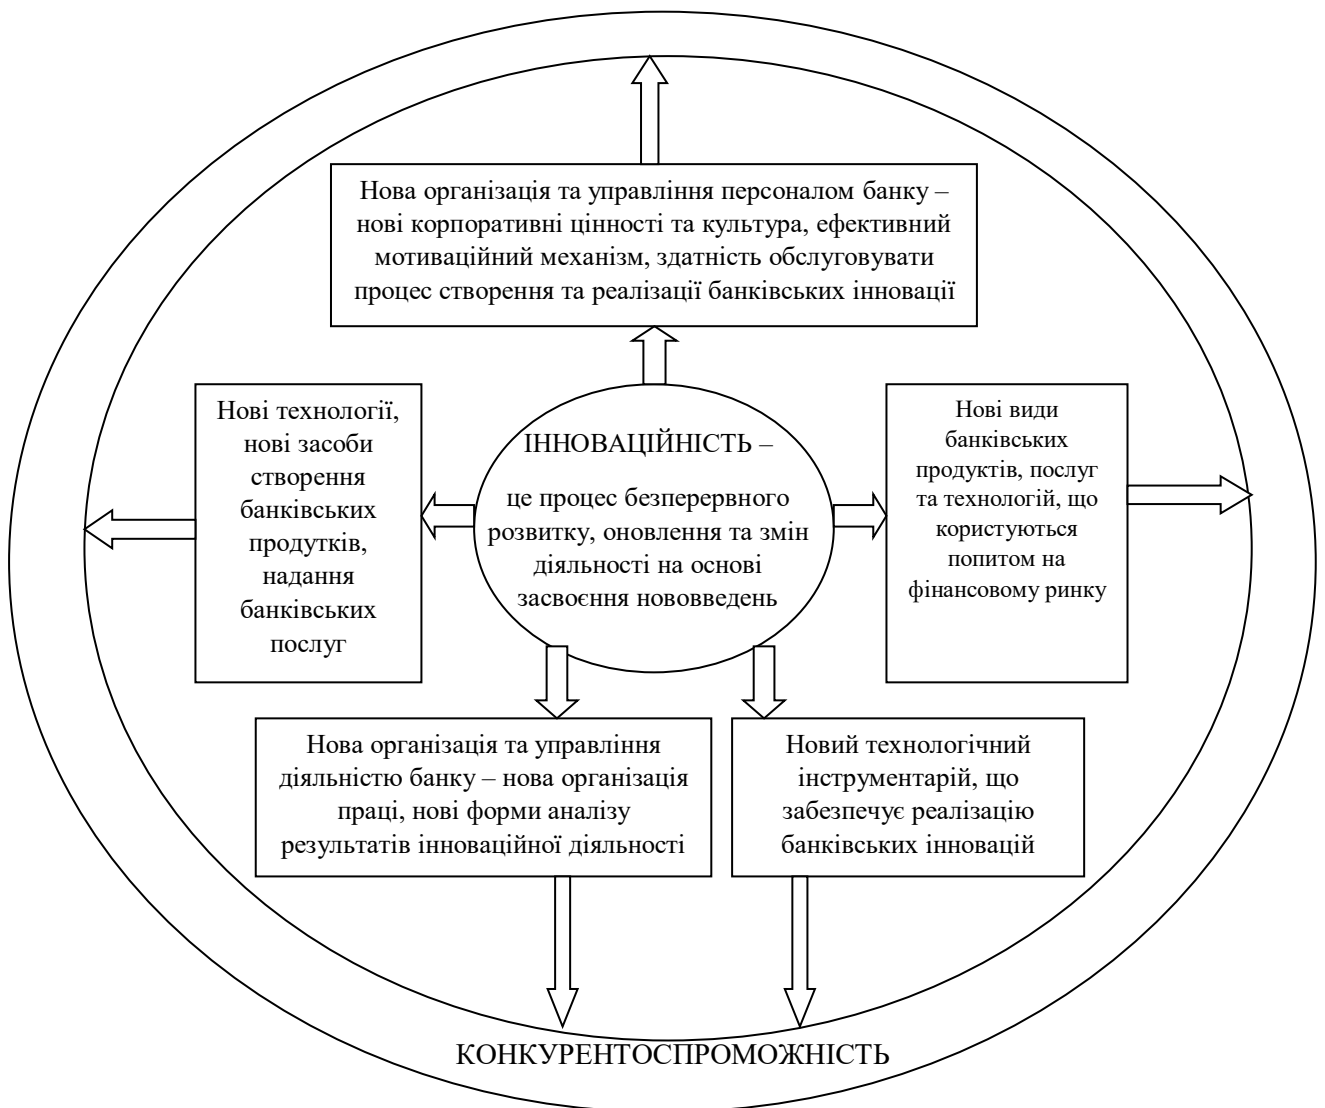 Нова організація та управління персоналом банку –
нові корпоративні цінності та культура, ефективний
мотиваційний механізм, здатність обслуговувати
процес створення та реалізації банківських інновації
Нові технології,
нові засоби
створення
банківських
продутків,
надання
банківських
послуг
ІННОВАЦІЙНІСТЬ –
це процес безперервного
розвитку, оновлення та змін
діяльності на основі
засвоєння нововведень
Нові види
банківських
продуктів, послуг
та технологій, що
користуються
попитом на
фінансовому ринку
Нова організація та управління
діяльністю банку – нова організація
праці, нові форми аналізу
результатів інноваційної діяльності
Новий технологічний
інструментарій, що
забезпечує реалізацію
банківських інновацій
КОНКУРЕНТОСПРОМОЖНІСТЬ